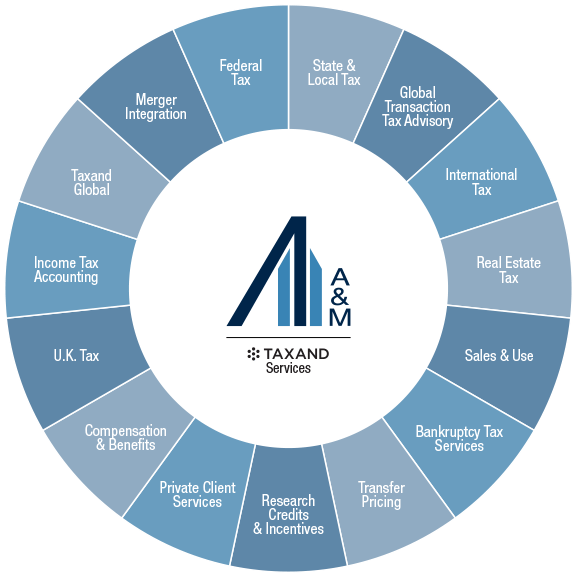 Federal
Tax
State &
Local Tax
Global
Transaction
Tax Advisory
International
Tax
Real Estate
Tax
Sales & Use
Bankruptcy Tax
Services
Transfer
Pricing
Research
Credits
& Incentives
Private Client
Services
Compensation
& Benefits
U.K. Tax
Income Tax
Accounting
Taxand
Global
Merger
Integration
A
&
M
TAXAND
Services